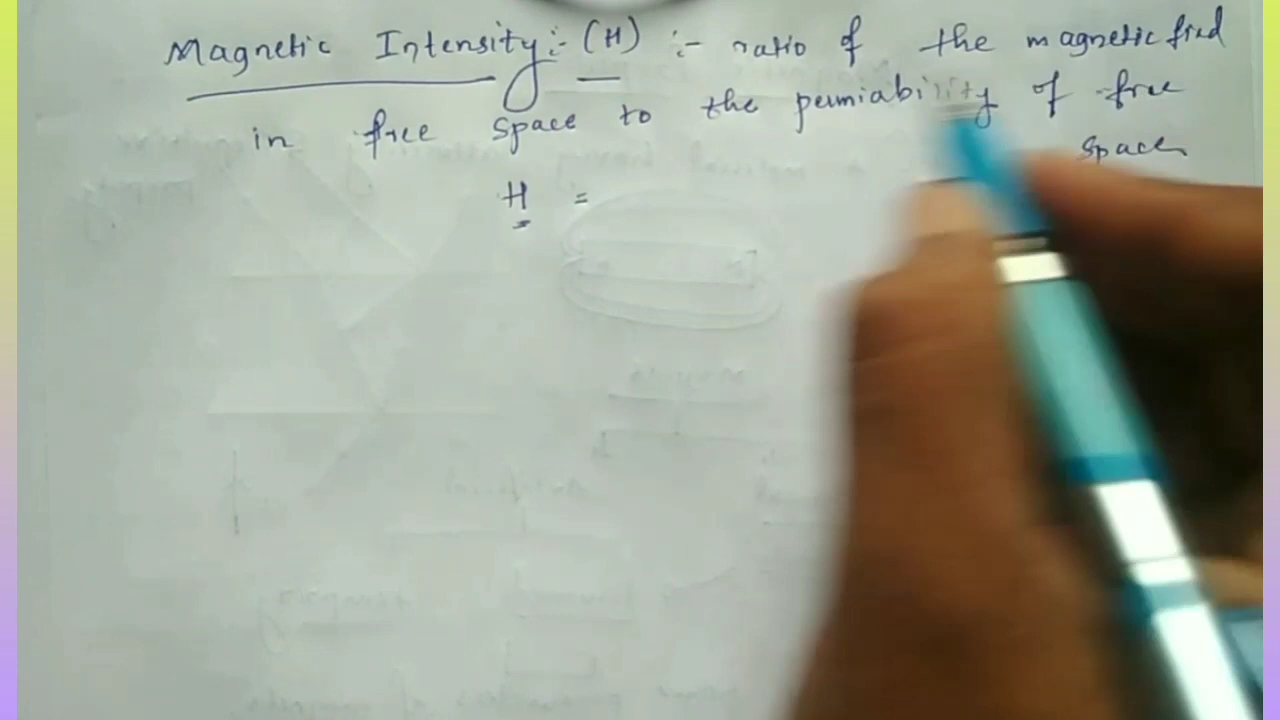 Magnetic Intensity :- (H) :- ratio of the magnetic field
in free space to the permiability of free
space
H =